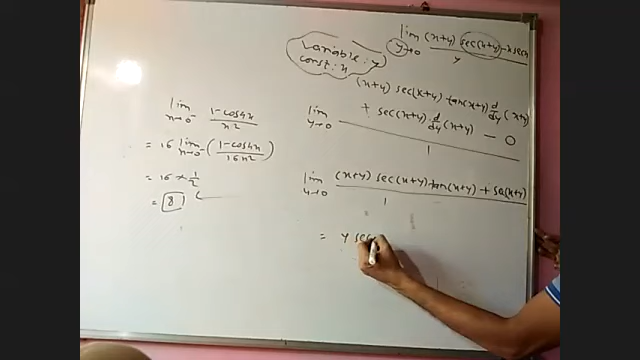 lim n→0 1-cos4x / x²
= 16 lim n→0 (1-cos4x / 16x²)
= 16 × 1/2
= 8
variable: y
const: x
lim y→0 (x+y) sec(x+y) - x secx / y
lim y→0 (x+y) sec(x+y) tan(x+y) d/dy (x+y)
+ sec(x+y) d/dy (x+y) - 0
1
lim y→0 (x+y) sec(x+y) tan(x+y) + sec(x+y)
1
= y sec